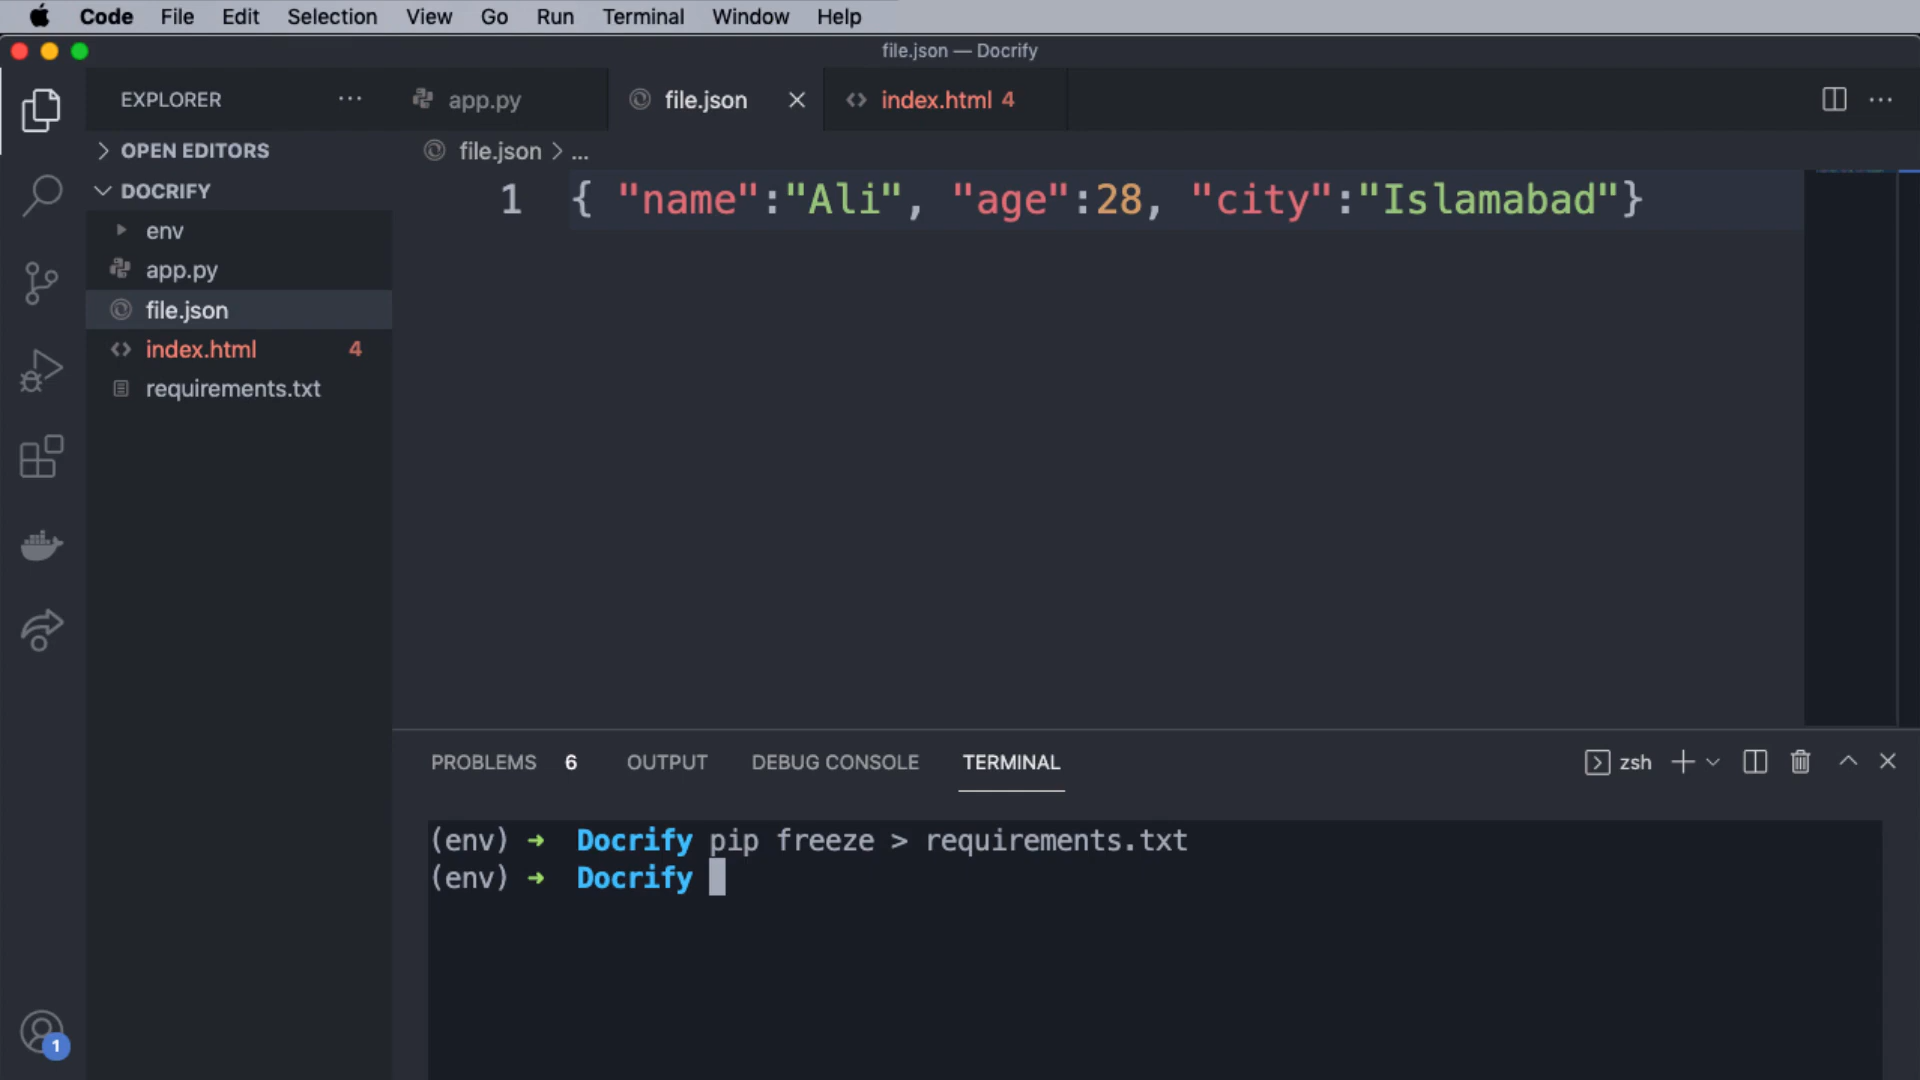 Code File Edit Selection View Go Run Terminal Window Help
file.json — Docrify
EXPLORER ...
app.py
file.json
index.html 4
OPEN EDITORS
file.json > ...
DOCRIFY
env
app.py
file.json
index.html 4
requirements.txt
1 { "name":"Ali", "age":28, "city":"Islamabad"}
PROBLEMS 6 OUTPUT DEBUG CONSOLE TERMINAL
zsh
(env) ➜ Docrify pip freeze > requirements.txt
(env) ➜ Docrify
1